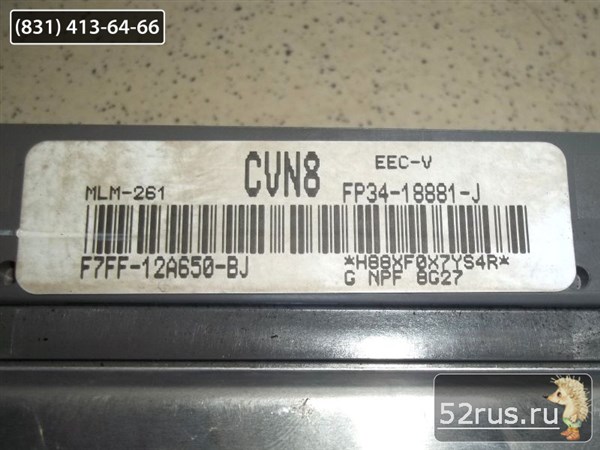 (831) 413-64-66
CVN8 EEC-V
MLM-261 FP34-18881-J
F7FF-12A650-BJ *H88XF0X7YS4R*
G NPF 8G27
52rus.ru